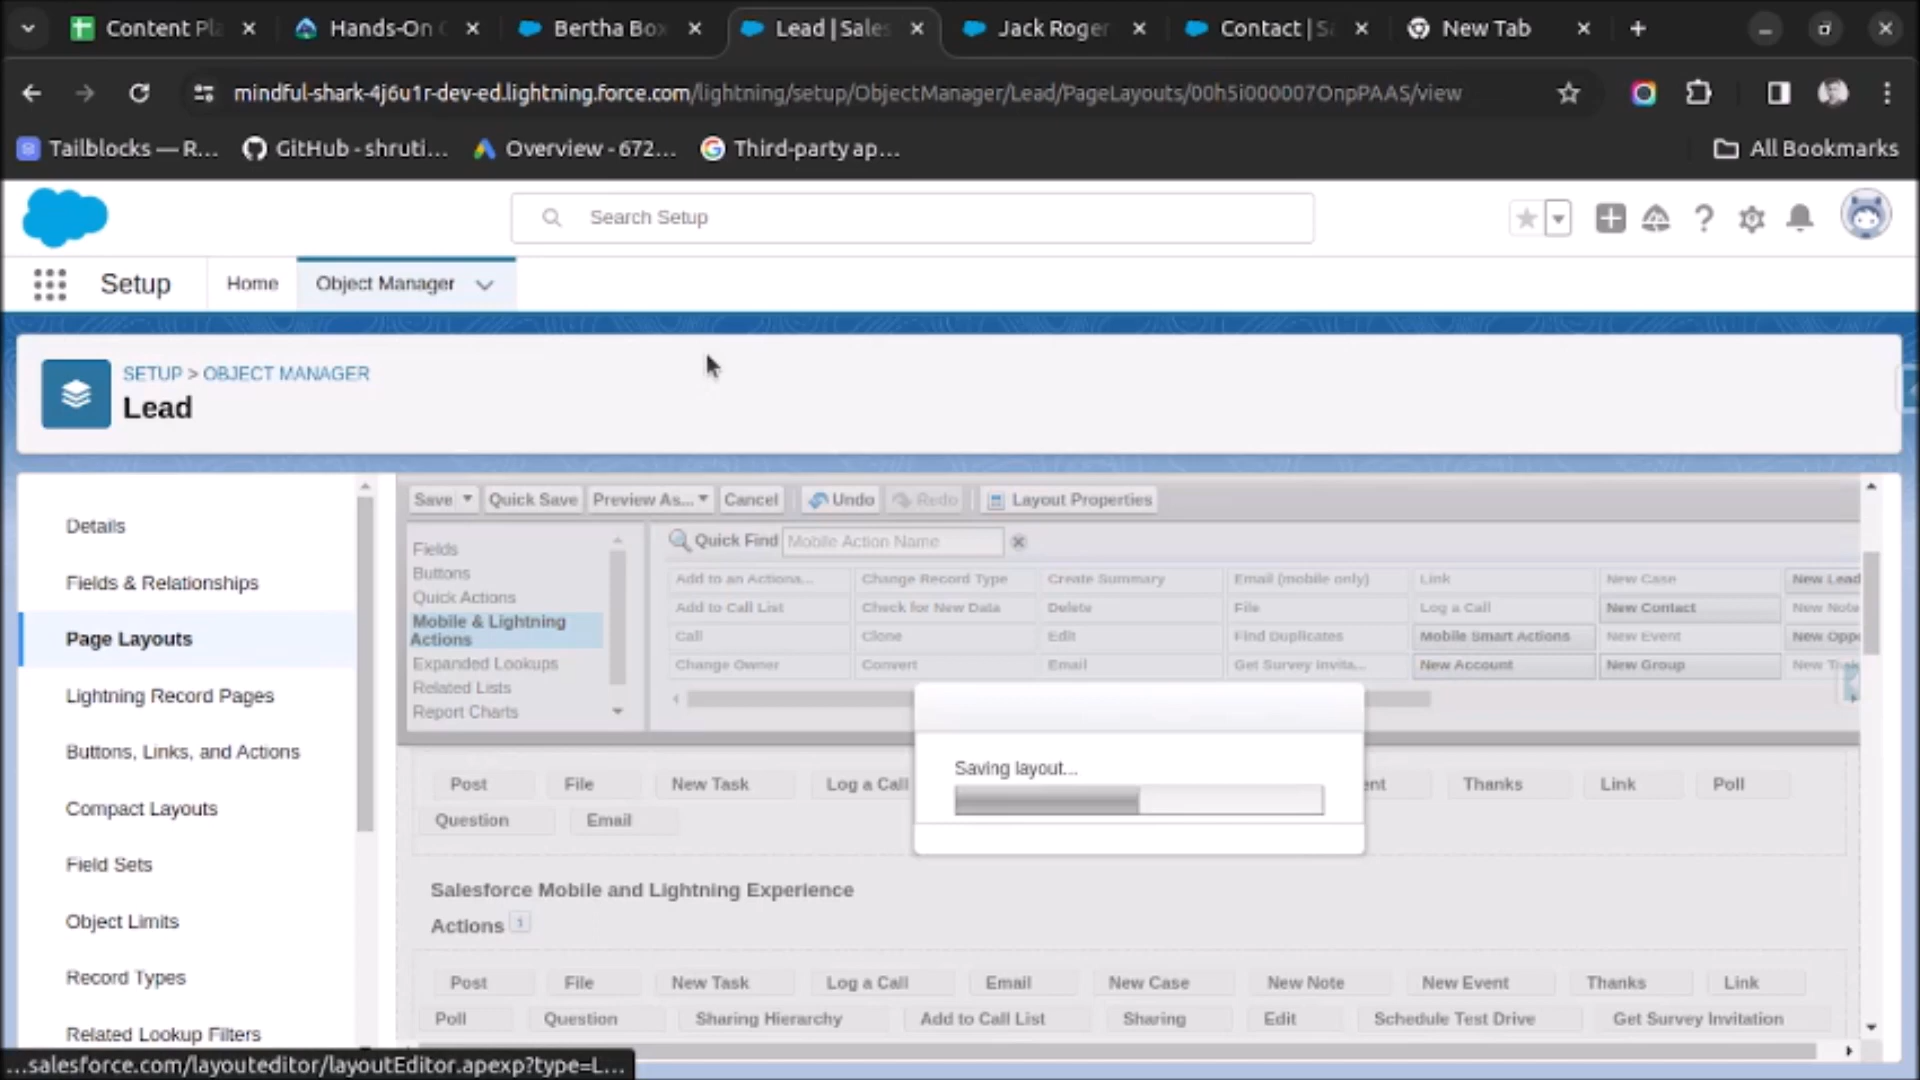 Content Pla
Hands-On
Bertha Box
Lead | Sales
Jack Roger
Contact | Sa
New Tab
mindful-shark-4j6u1r-dev-ed.lightning.force.com/lightning/setup/ObjectManager/Lead/PageLayouts/00h5i000007OnpPAAS/view
Tailblocks — R...
GitHub - shruti...
Overview - 672...
Third-party ap...
All Bookmarks
Search Setup
Setup
Home
Object Manager
SETUP > OBJECT MANAGER
Lead
Details
Fields & Relationships
Page Layouts
Lightning Record Pages
Buttons, Links, and Actions
Compact Layouts
Field Sets
Object Limits
Record Types
Related Lookup Filters
Save
Quick Save
Preview As...
Cancel
Undo
Redo
Layout Properties
Fields
Buttons
Quick Actions
Mobile & Lightning
Actions
Expanded Lookups
Related Lists
Report Charts
Quick Find Mobile Action Name
Add to an Actiona... Change Record Type Create Summary Email (mobile only) Link New Case New Lead
Add to Call List Check for New Data Delete File Log a Call New Contact New Note
Call Clone Edit Find Duplicates Mobile Smart Actions New Event New Oppo
Change Owner Convert Email Get Survey Invita... New Account New Group New Task
Saving layout...
Post File New Task Log a Call ent Thanks Link Poll
Question Email
Salesforce Mobile and Lightning Experience
Actions i
Post File New Task Log a Call Email New Case New Note New Event Thanks Link
Poll Question Sharing Hierarchy Add to Call List Sharing Edit Schedule Test Drive Get Survey Invitation
...salesforce.com/layouteditor/layoutEditor.apexp?type=L...